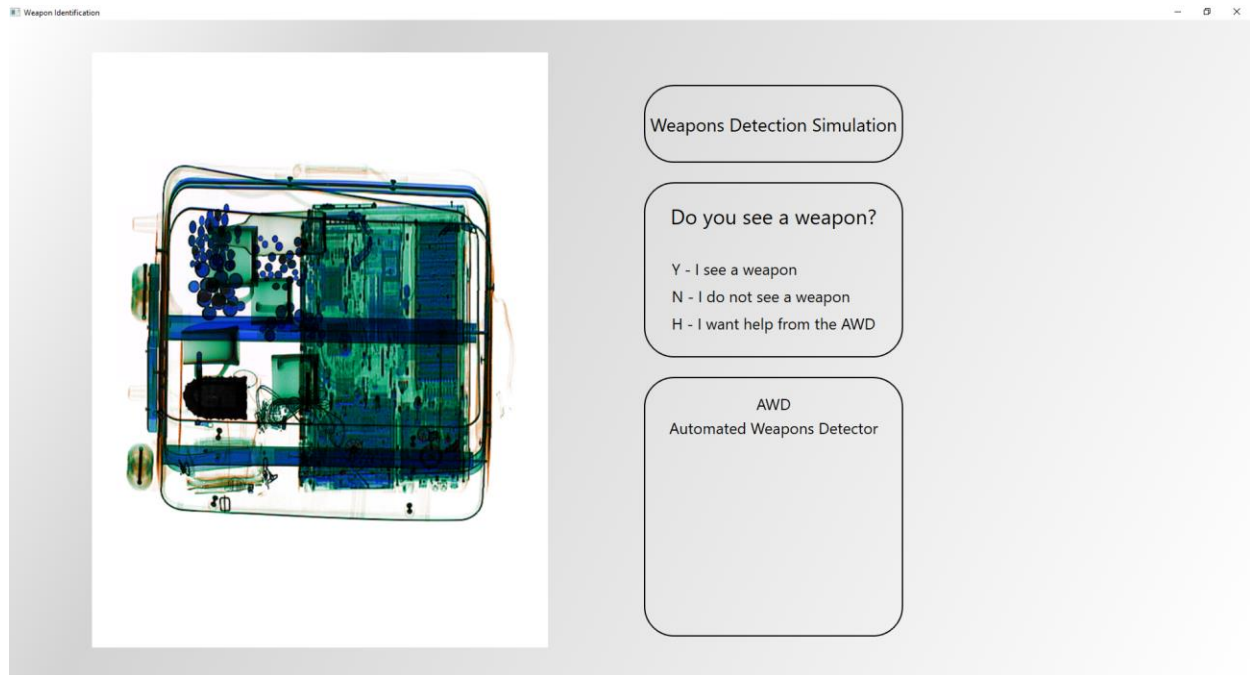 Weapon Identification
Weapons Detection Simulation
Do you see a weapon?
Y - I see a weapon
N - I do not see a weapon
H - I want help from the AWD
AWD
Automated Weapons Detector